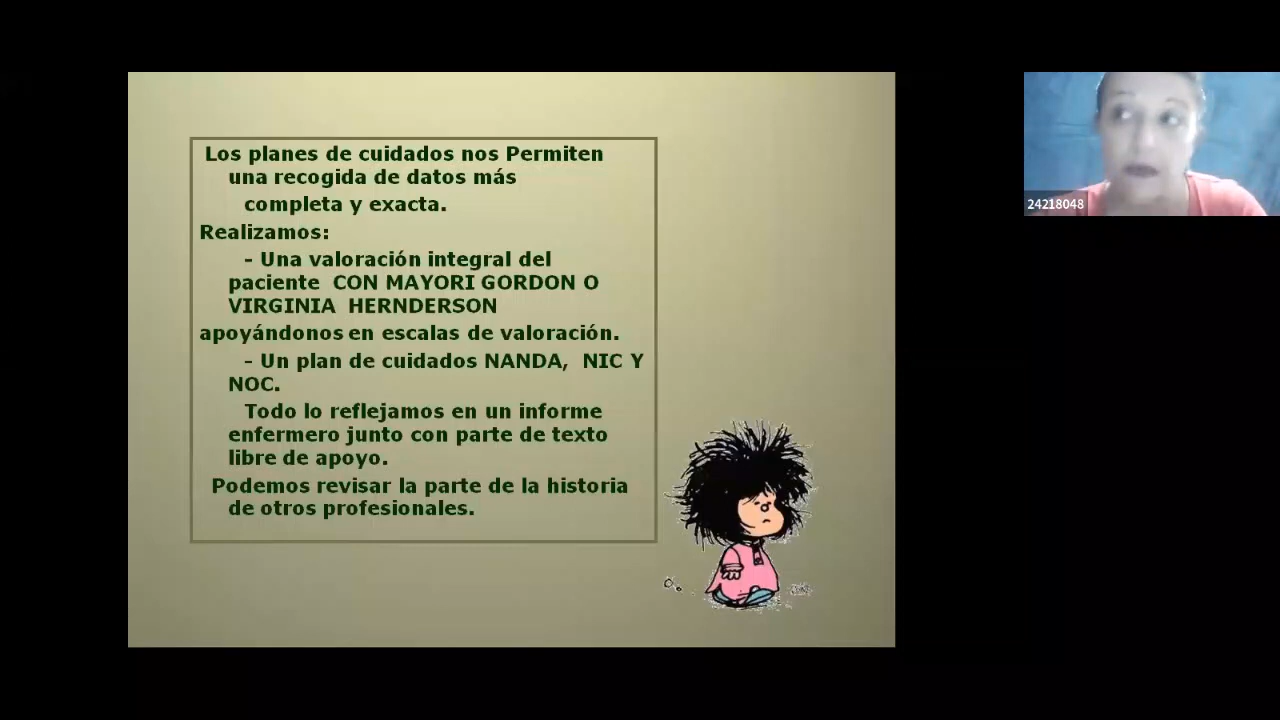 Los planes de cuidados nos Permiten
una recogida de datos más
completa y exacta.
Realizamos:
- Una valoración integral del
paciente CON MAYORI GORDON O
VIRGINIA HERNDERSON
apoyándonos en escalas de valoración.
- Un plan de cuidados NANDA, NIC Y
NOC.
Todo lo reflejamos en un informe
enfermero junto con parte de texto
libre de apoyo.
Podemos revisar la parte de la historia
de otros profesionales.
24218048